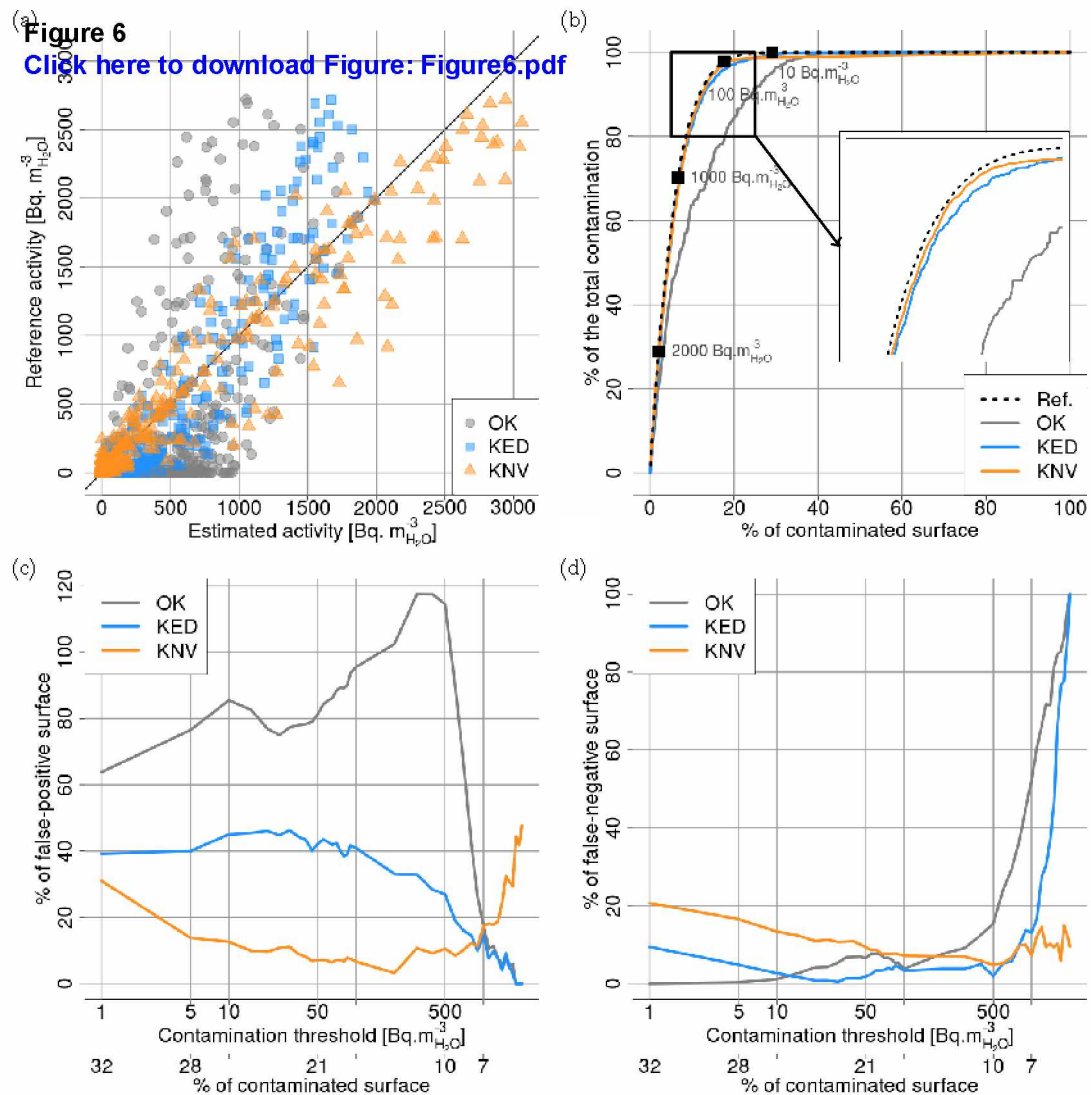 (a)
Figure 6
Click here to download Figure: Figure6.pdf
Reference activity [Bq. m-3 H2O]
0 500 1000 1500 2000 2500 3000
0 500 1000 1500 2000 2500 3000
Estimated activity [Bq. m-3 H2O]
OK
KED
KNV
(b)
% of the total contamination
0 20 40 60 80 100
10 Bq.m-3 H2O
100 Bq.m-3 H2O
1000 Bq.m-3 H2O
2000 Bq.m-3 H2O
Ref.
OK
KED
KNV
0 20 40 60 80 100
% of contaminated surface
(c)
% of false-positive surface
0 20 40 60 80 100 120
OK
KED
KNV
1 5 10 50 500
Contamination threshold [Bq.m-3 H2O]
32 28 21 10 7
% of contaminated surface
(d)
% of false-negative surface
0 20 40 60 80 100
OK
KED
KNV
1 5 10 50 500
Contamination threshold [Bq.m-3 H2O]
32 28 21 10 7
% of contaminated surface